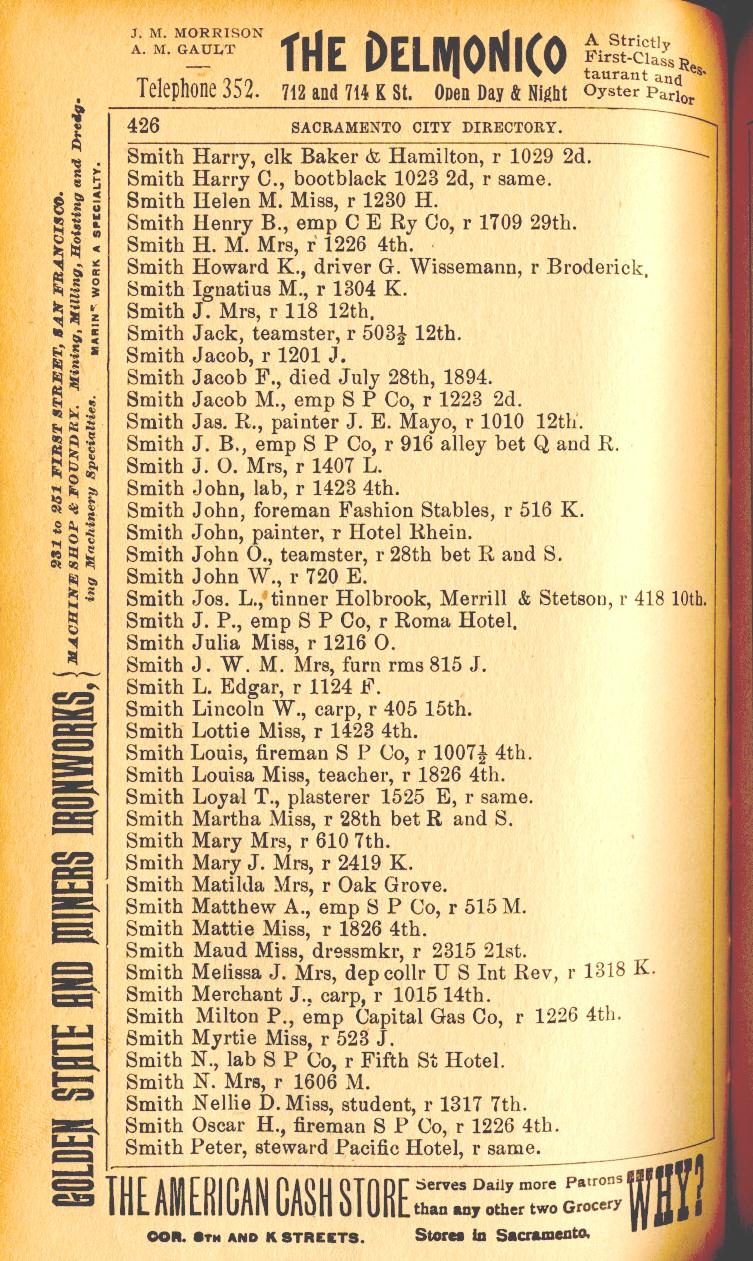 J. M. MORRISON
A. M. GAULT
Telephone 352.
THE DELMONICO
712 and 714 K St. Open Day & Night
A Strictly
First-Class Res-
taurant and
Oyster Parlor
426 SACRAMENTO CITY DIRECTORY.
Smith Harry, clk Baker & Hamilton, r 1029 2d.
Smith Harry C., bootblack 1023 2d, r same.
Smith Helen M. Miss, r 1230 H.
Smith Henry B., emp C E Ry Co, r 1709 29th.
Smith H. M. Mrs, r 1226 4th.
Smith Howard K., driver G. Wissemann, r Broderick.
Smith Ignatius M., r 1304 K.
Smith J. Mrs, r 118 12th.
Smith Jack, teamster, r 503½ 12th.
Smith Jacob, r 1201 J.
Smith Jacob F., died July 28th, 1894.
Smith Jacob M., emp S P Co, r 1223 2d.
Smith Jas. R., painter J. E. Mayo, r 1010 12th.
Smith J. B., emp S P Co, r 916 alley bet Q and R.
Smith J. O. Mrs, r 1407 L.
Smith John, lab, r 1423 4th.
Smith John, foreman Fashion Stables, r 516 K.
Smith John, painter, r Hotel Rhein.
Smith John O., teamster, r 28th bet R and S.
Smith John W., r 720 E.
Smith Jos. L., tinner Holbrook, Merrill & Stetson, r 418 10th.
Smith J. P., emp S P Co, r Roma Hotel.
Smith Julia Miss, r 1216 O.
Smith J. W. M. Mrs, furn rms 815 J.
Smith L. Edgar, r 1124 F.
Smith Lincoln W., carp, r 405 15th.
Smith Lottie Miss, r 1423 4th.
Smith Louis, fireman S P Co, r 1007½ 4th.
Smith Louisa Miss, teacher, r 1826 4th.
Smith Loyal T., plasterer 1525 E, r same.
Smith Martha Miss, r 28th bet R and S.
Smith Mary Mrs, r 610 7th.
Smith Mary J. Mrs, r 2419 K.
Smith Matilda Mrs, r Oak Grove.
Smith Matthew A., emp S P Co, r 515 M.
Smith Mattie Miss, r 1826 4th.
Smith Maud Miss, dressmkr, r 2315 21st.
Smith Melissa J. Mrs, dep collr U S Int Rev, r 1318 K.
Smith Merchant J., carp, r 1015 14th.
Smith Milton P., emp Capital Gas Co, r 1226 4th.
Smith Myrtie Miss, r 523 J.
Smith N., lab S P Co, r Fifth St Hotel.
Smith N. Mrs, r 1606 M.
Smith Nellie D. Miss, student, r 1317 7th.
Smith Oscar H., fireman S P Co, r 1226 4th.
Smith Peter, steward Pacific Hotel, r same.
GOLDEN STATE AND MINERS IRONWORKS,
231 to 251 FIRST STREET, SAN FRANCISCO.
MACHINE SHOP & FOUNDRY. Mining, Milling, Hoisting and Dredg-
ing Machinery Specialties. MARINE WORK A SPECIALTY.
THE AMERICAN CASH STORE
COR. 8TH AND K STREETS.
Serves Daily more Patrons
than any other two Grocery
Stores in Sacramento.
WHY?